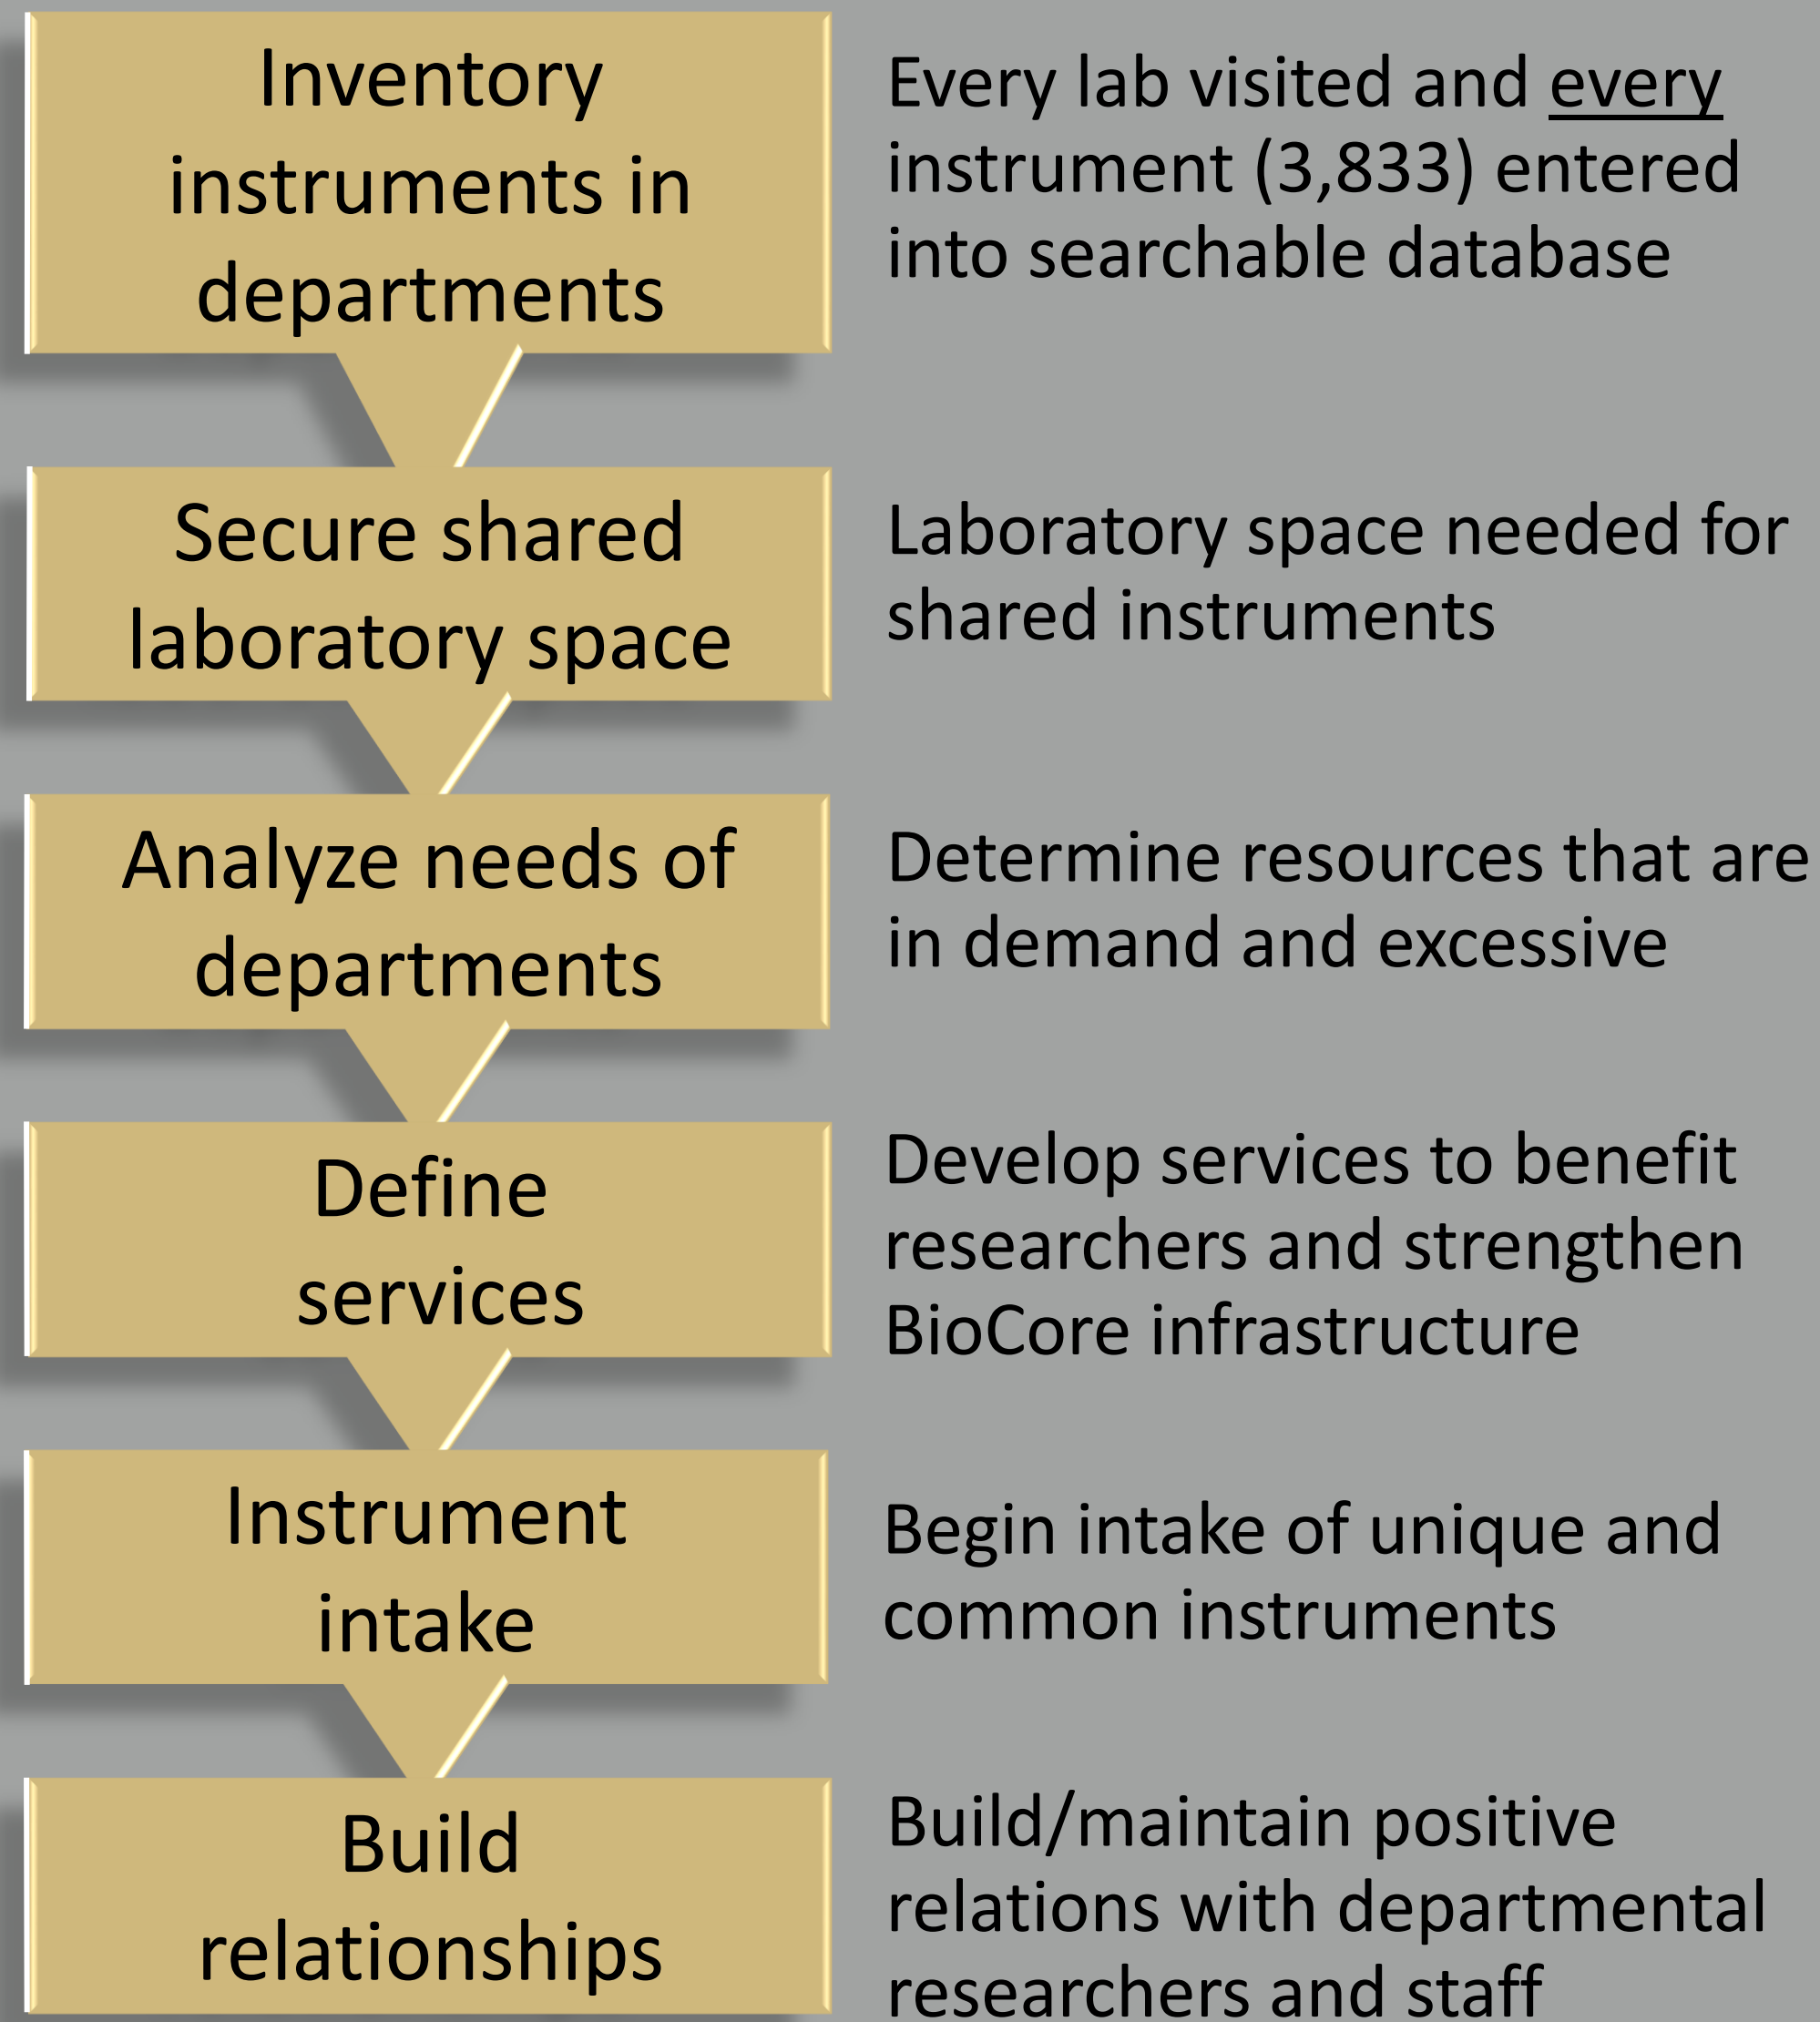 Inventory
instruments in
departments
Every lab visited and every
instrument (3,833) entered
into searchable database
Secure shared
laboratory space
Laboratory space needed for
shared instruments
Analyze needs of
departments
Determine resources that are
in demand and excessive
Define
services
Develop services to benefit
researchers and strengthen
BioCore infrastructure
Instrument
intake
Begin intake of unique and
common instruments
Build
relationships
Build/maintain positive
relations with departmental
researchers and staff